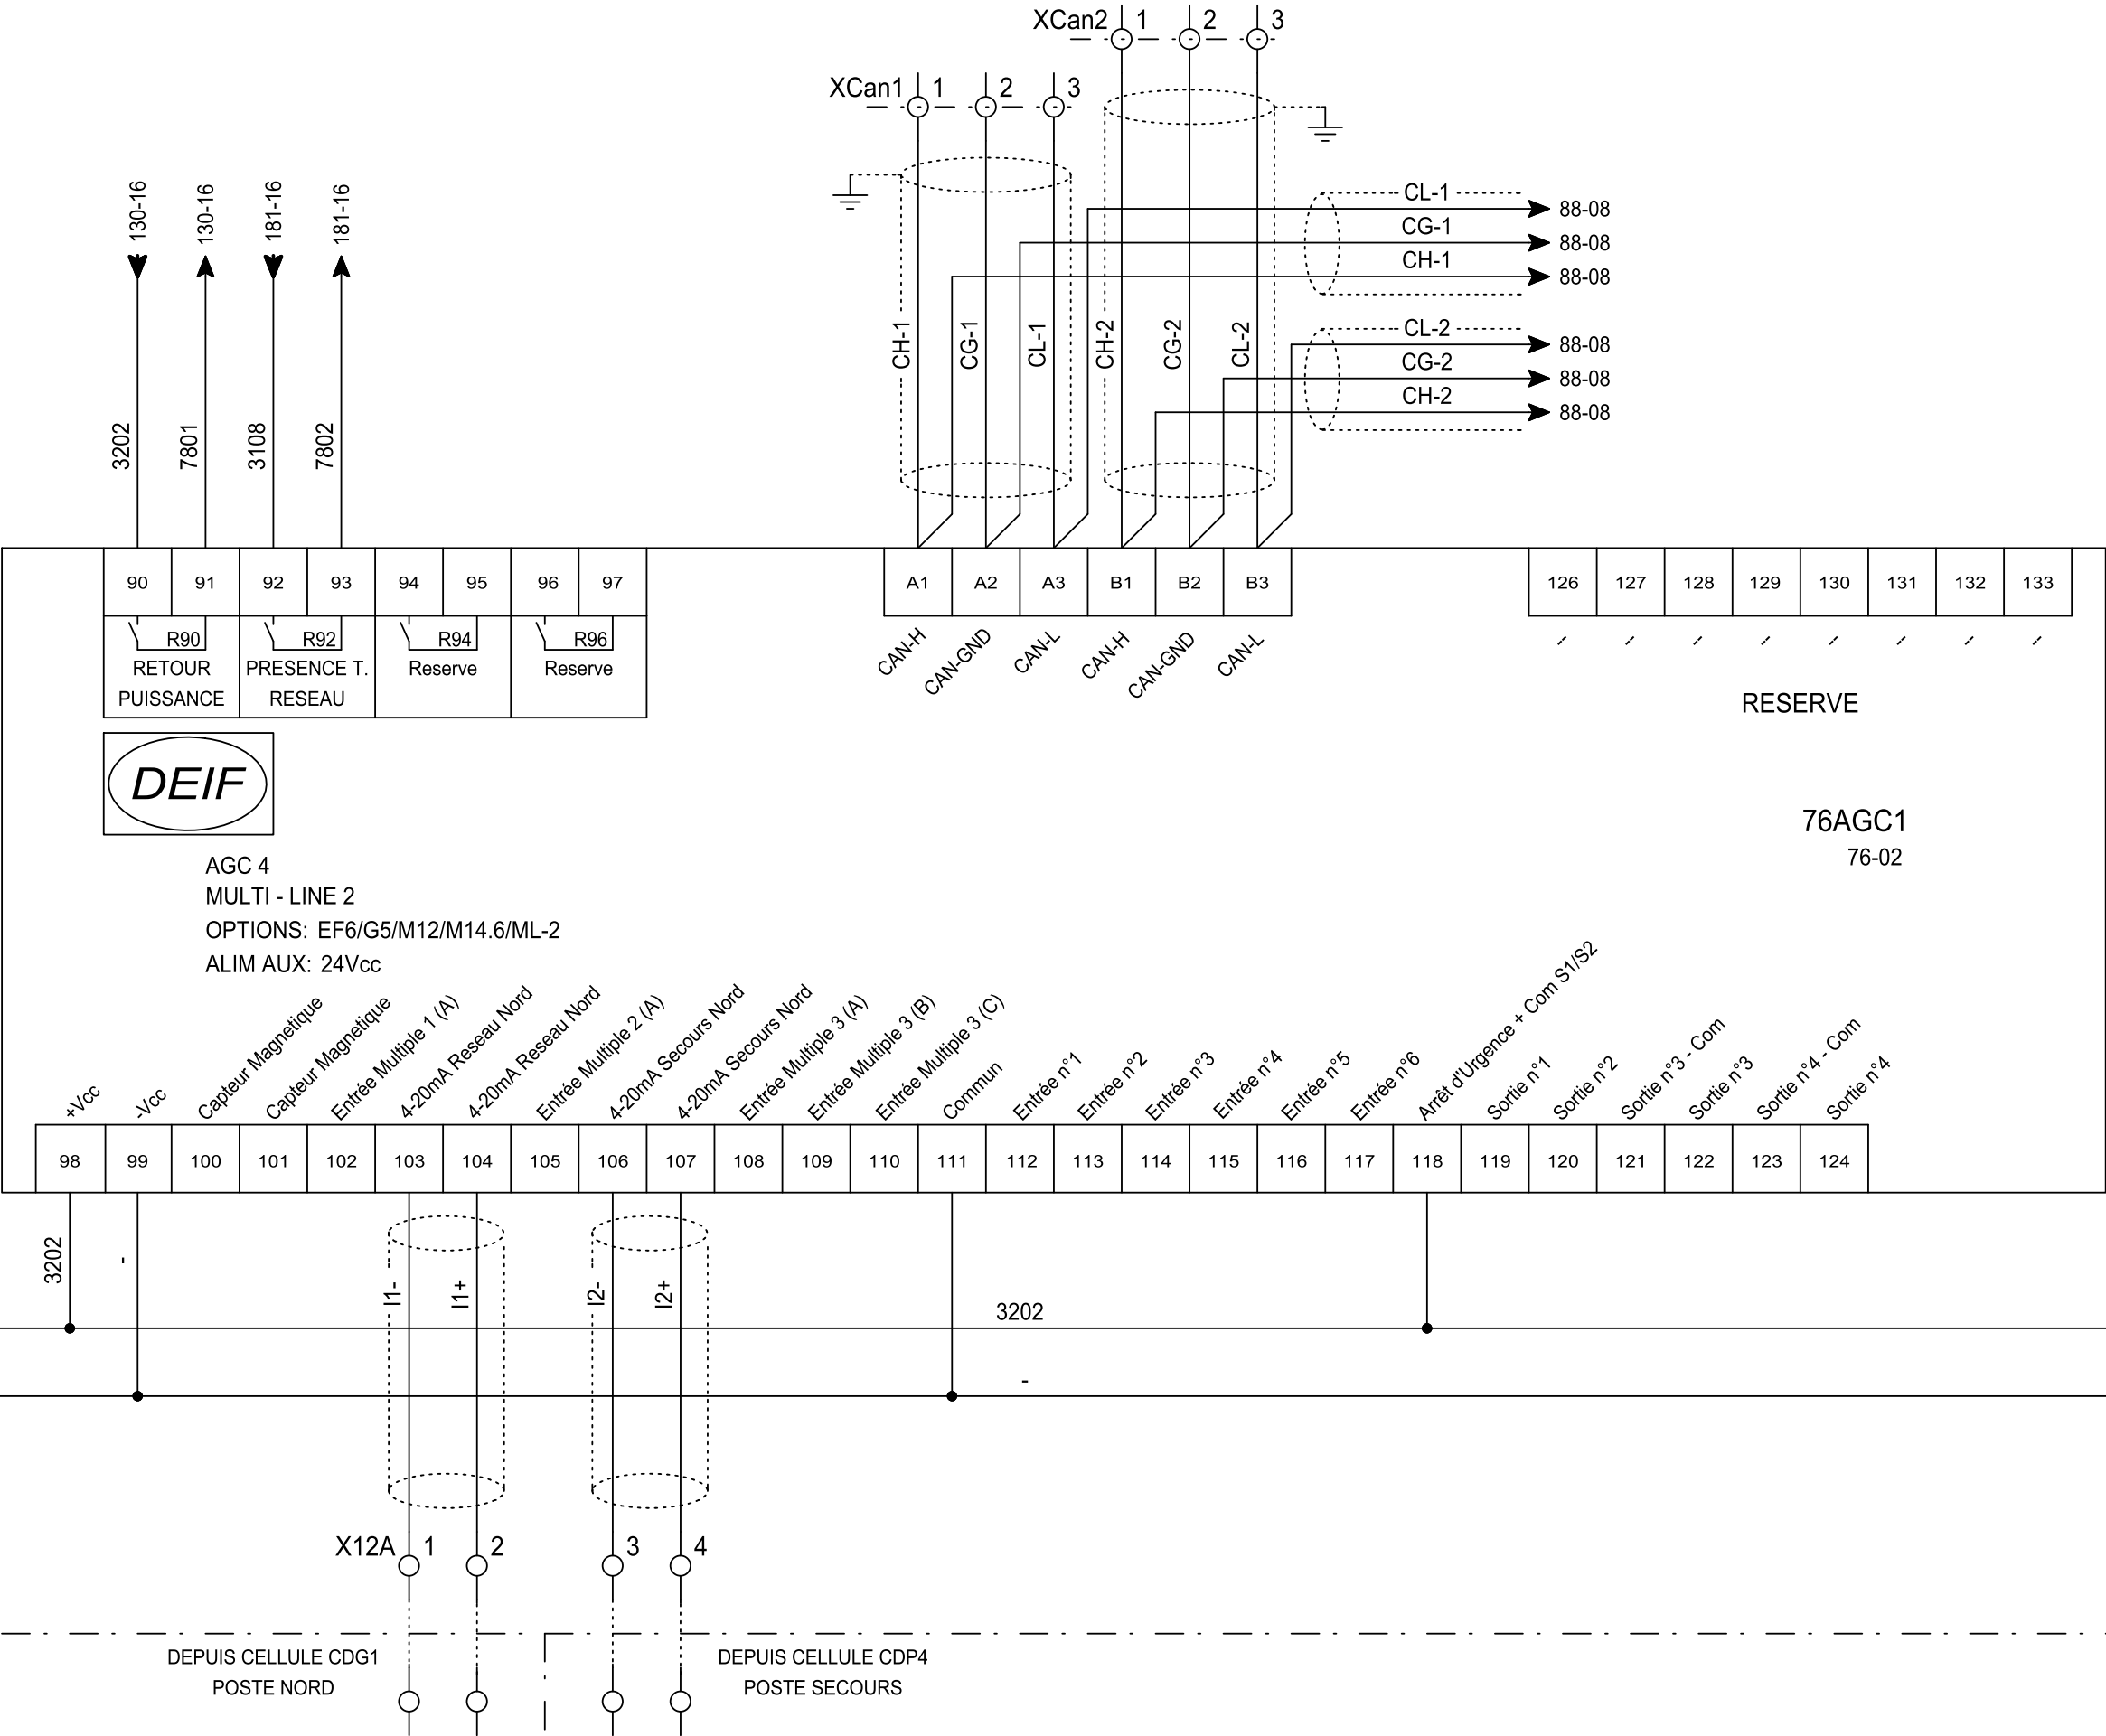 XCan2 1 2 3
XCan1 1 2 3
130-16 130-16 181-16 181-16
CL-1 88-08
CG-1 88-08
CH-1 88-08
CL-2 88-08
CG-2 88-08
CH-2 88-08
CH-1 CG-1 CL-1 CH-2 CG-2 CL-2
3202 7801 3108 7802
90 91 92 93 94 95 96 97 A1 A2 A3 B1 B2 B3 126 127 128 129 130 131 132 133
R90 R92 R94 R96
RETOUR PUISSANCE
PRESENCE T. RESEAU
Reserve
Reserve
CAN-H CAN-GND CAN-L CAN-H CAN-GND CAN-L
-- -- -- -- -- -- -- --
RESERVE
DEIF
76AGC1
76-02
AGC 4
MULTI - LINE 2
OPTIONS: EF6/G5/M12/M14.6/ML-2
ALIM AUX: 24Vcc
+Vcc
-Vcc
Capteur Magnetique
Capteur Magnetique
Entrée Multiple 1 (A)
4-20mA Reseau Nord
4-20mA Reseau Nord
Entrée Multiple 2 (A)
4-20mA Secours Nord
4-20mA Secours Nord
Entrée Multiple 3 (A)
Entrée Multiple 3 (B)
Entrée Multiple 3 (C)
Commun
Entrée n°1
Entrée n°2
Entrée n°3
Entrée n°4
Entrée n°5
Entrée n°6
Arrêt d'Urgence + Com S1/S2
Sortie n°1
Sortie n°2
Sortie n°3 - Com
Sortie n°3
Sortie n°4 - Com
Sortie n°4
98 99 100 101 102 103 104 105 106 107 108 109 110 111 112 113 114 115 116 117 118 119 120 121 122 123 124
3202 - I1- I1+ I2- I2+
3202
-
X12A 1 2 3 4
DEPUIS CELLULE CDG1
POSTE NORD
DEPUIS CELLULE CDP4
POSTE SECOURS